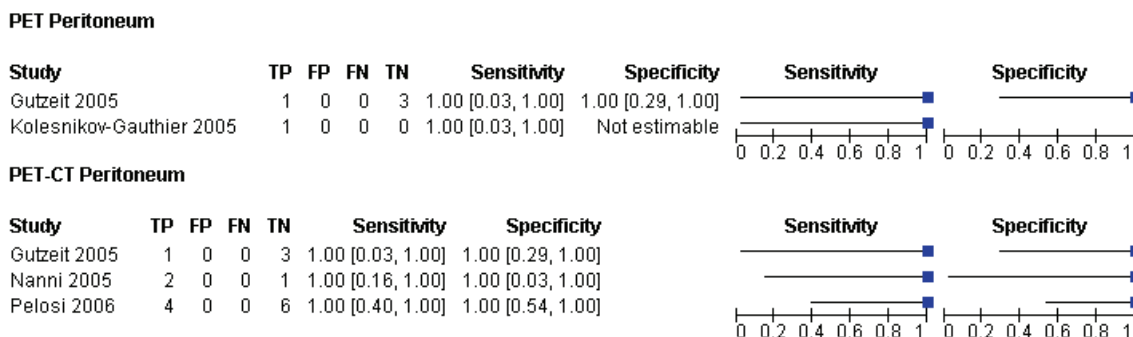 PET Peritoneum
Study TP FP FN TN Sensitivity Specificity Sensitivity Specificity
Gutzeit 2005 1 0 0 3 1.00 [0.03, 1.00] 1.00 [0.29, 1.00]
Kolesnikov-Gauthier 2005 1 0 0 0 1.00 [0.03, 1.00] Not estimable
0 0.2 0.4 0.6 0.8 1 0 0.2 0.4 0.6 0.8 1
PET-CT Peritoneum
Study TP FP FN TN Sensitivity Specificity Sensitivity Specificity
Gutzeit 2005 1 0 0 3 1.00 [0.03, 1.00] 1.00 [0.29, 1.00]
Nanni 2005 2 0 0 1 1.00 [0.16, 1.00] 1.00 [0.03, 1.00]
Pelosi 2006 4 0 0 6 1.00 [0.40, 1.00] 1.00 [0.54, 1.00]
0 0.2 0.4 0.6 0.8 1 0 0.2 0.4 0.6 0.8 1